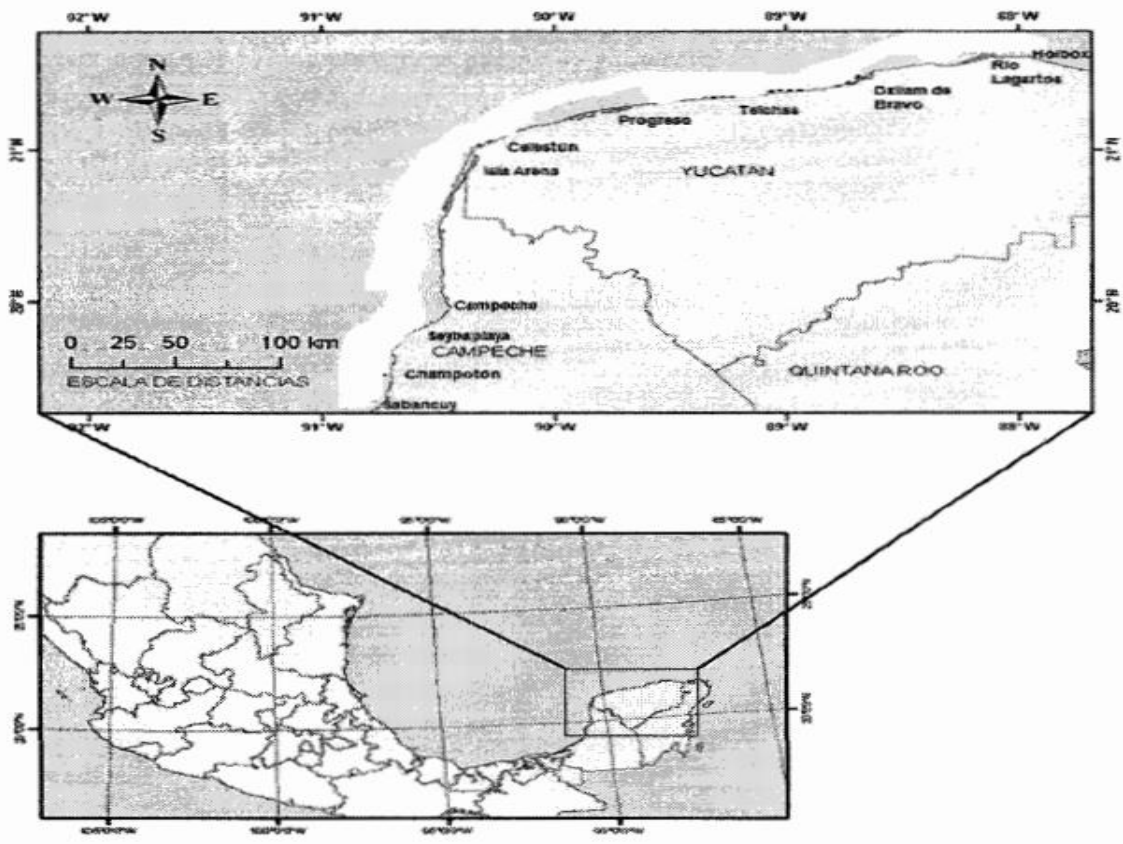 92°W 91°W 90°W 89°W 88°W
N
W E
S
Holbox
Rio
Lagartos
Dzilam de
Bravo
Telchac
Progreso
Celestún
21°N 21°N
Isla Arena
YUCATAN
20°N 20°N
Campeche
Seybaplaya
0 25 50 100 km
CAMPECHE
QUINTANA ROO
Champotón
ESCALA DE DISTANCIAS
Sabancuy
92°W 91°W 90°W 89°W 88°W